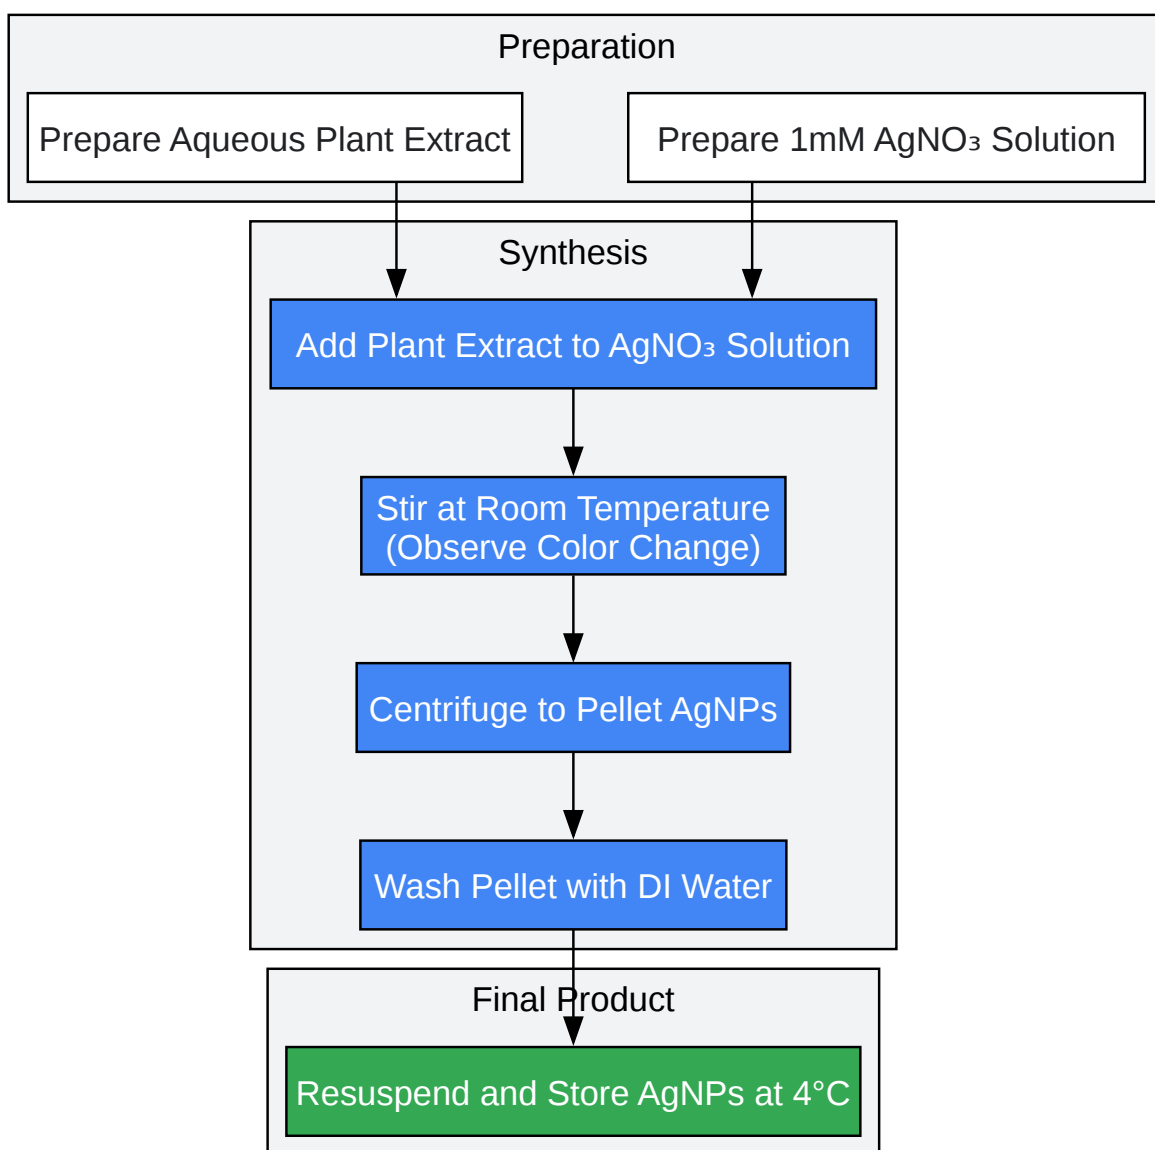 Preparation
Prepare Aqueous Plant Extract
Prepare 1mM AgNO₃ Solution
Synthesis
Add Plant Extract to AgNO₃ Solution
Stir at Room Temperature
(Observe Color Change)
Centrifuge to Pellet AgNPs
Wash Pellet with DI Water
Final Product
Resuspend and Store AgNPs at 4°C